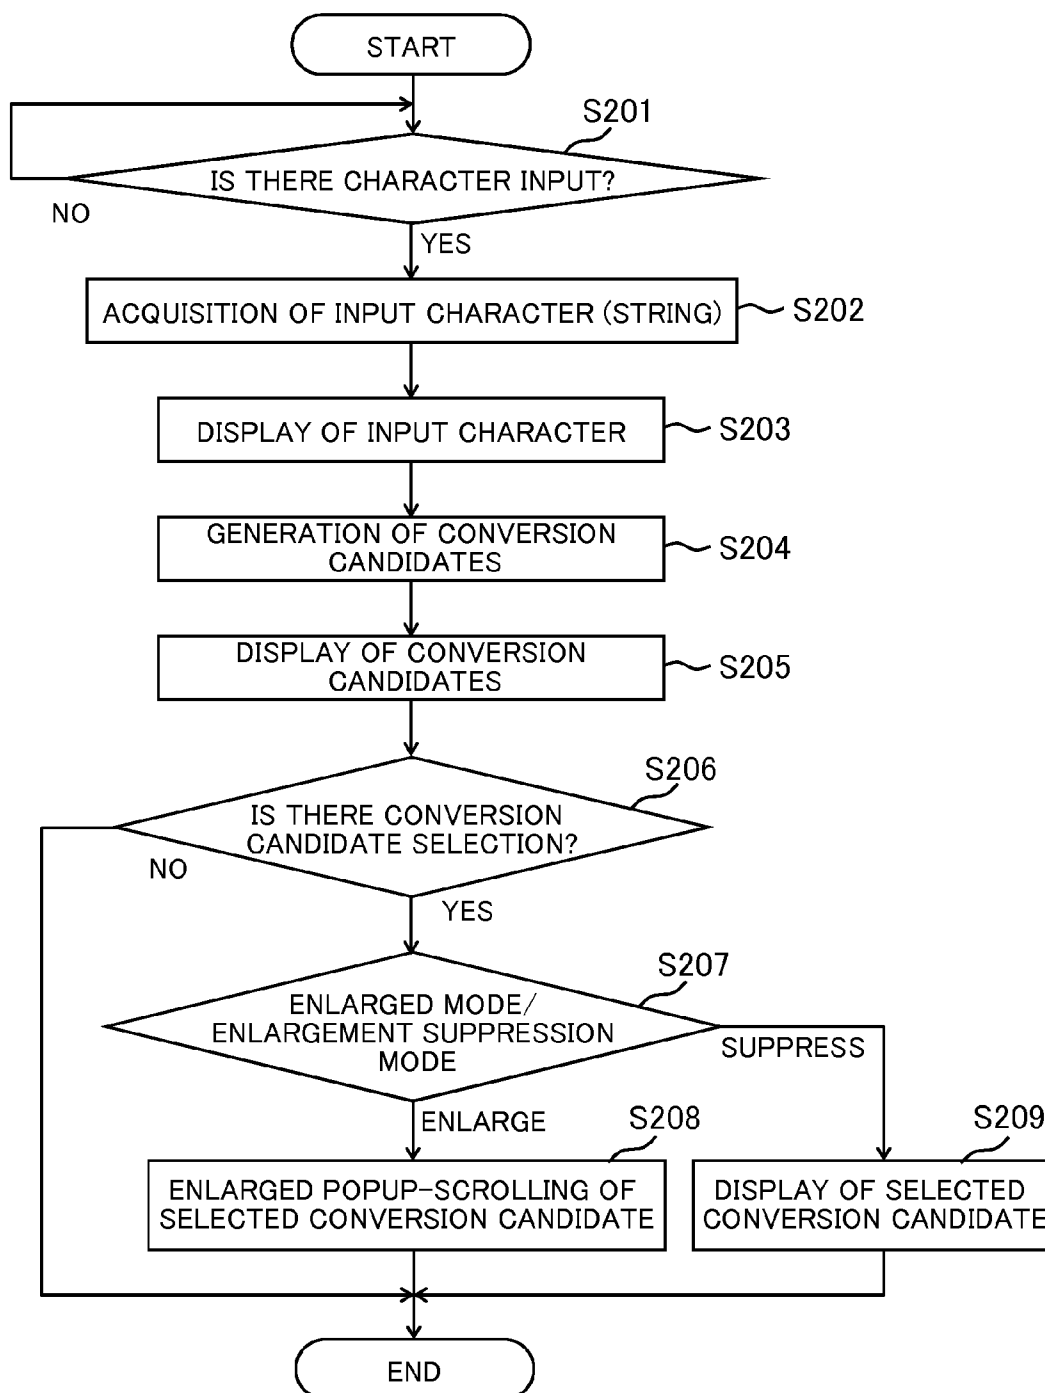 START
S201
IS THERE CHARACTER INPUT?
NO
YES
ACQUISITION OF INPUT CHARACTER (STRING)
S202
DISPLAY OF INPUT CHARACTER
S203
GENERATION OF CONVERSION
CANDIDATES
S204
DISPLAY OF CONVERSION
CANDIDATES
S205
S206
IS THERE CONVERSION
CANDIDATE SELECTION?
NO
YES
S207
ENLARGED MODE/
ENLARGEMENT SUPPRESSION
MODE
SUPPRESS
ENLARGE
S208
S209
ENLARGED POPUP-SCROLLING OF
SELECTED CONVERSION CANDIDATE
DISPLAY OF SELECTED
CONVERSION CANDIDATE
END